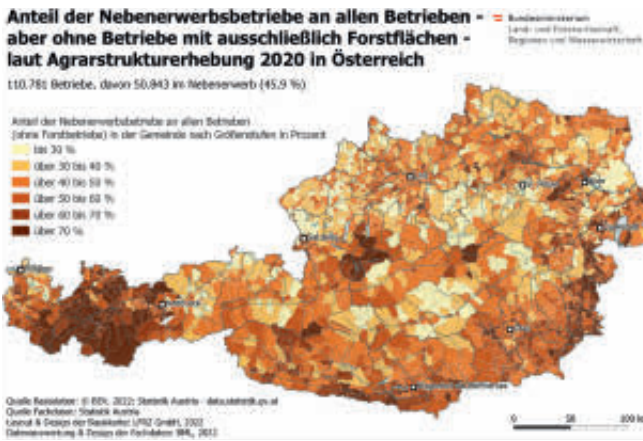 Anteil der Nebenerwerbsbetriebe an allen Betrieben -
aber ohne Betriebe mit ausschließlich Forstflächen -
laut Agrarstrukturerhebung 2020 in Österreich
Bundesministerium
Land- und Forstwirtschaft,
Regionen und Wasserwirtschaft
110.781 Betriebe, davon 50.843 im Nebenerwerb (45,9 %)
Anteil der Nebenerwerbsbetriebe an allen Betrieben
(ohne Forstbetriebe) in der Gemeinde nach Größenstufen in Prozent
bis 30 %
über 30 bis 40 %
über 40 bis 50 %
über 50 bis 60 %
über 60 bis 70 %
über 70 %
Quelle Basisdaten: © BEV, 2022; Statistik Austria - data.statistik.gv.at
Quelle Fachdaten: Statistik Austria
Layout & Design der Basiskarte: LFRZ GmbH, 2022
Datenauswertung & Design der Fachdaten: BML, 2022
0 50 100